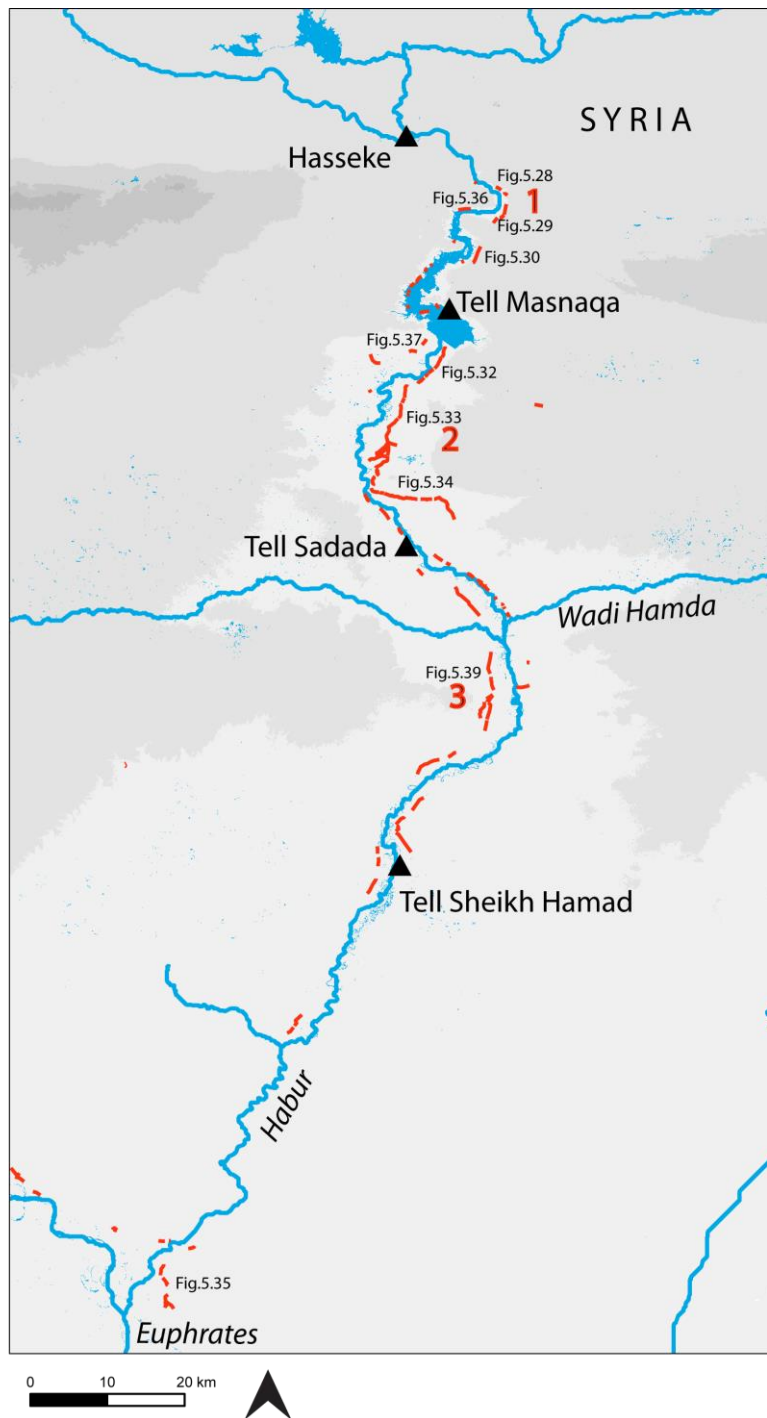 SYRIA
Hasseke
Fig.5.28
Fig.5.36
1
Fig.5.29
Fig.5.30
Tell Masnaqa
Fig.5.37
Fig.5.32
Fig.5.33
2
Fig.5.34
Tell Sadada
Wadi Hamda
Fig.5.39
3
Tell Sheikh Hamad
Habur
Fig.5.35
Euphrates
0 10 20 km